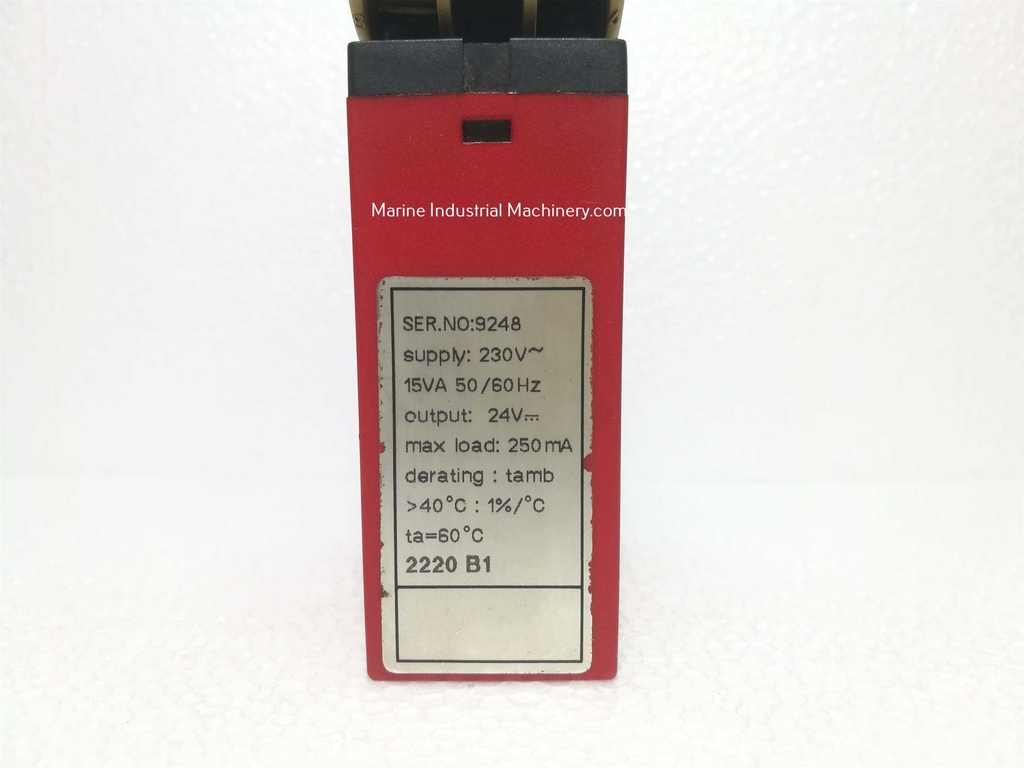 Marine Industrial Machinery.com
SER.NO:9248
supply: 230V~
15VA 50/60Hz
output: 24V⎓
max load: 250mA
derating : tamb
>40°C : 1%/°C
ta=60°C
2220 B1